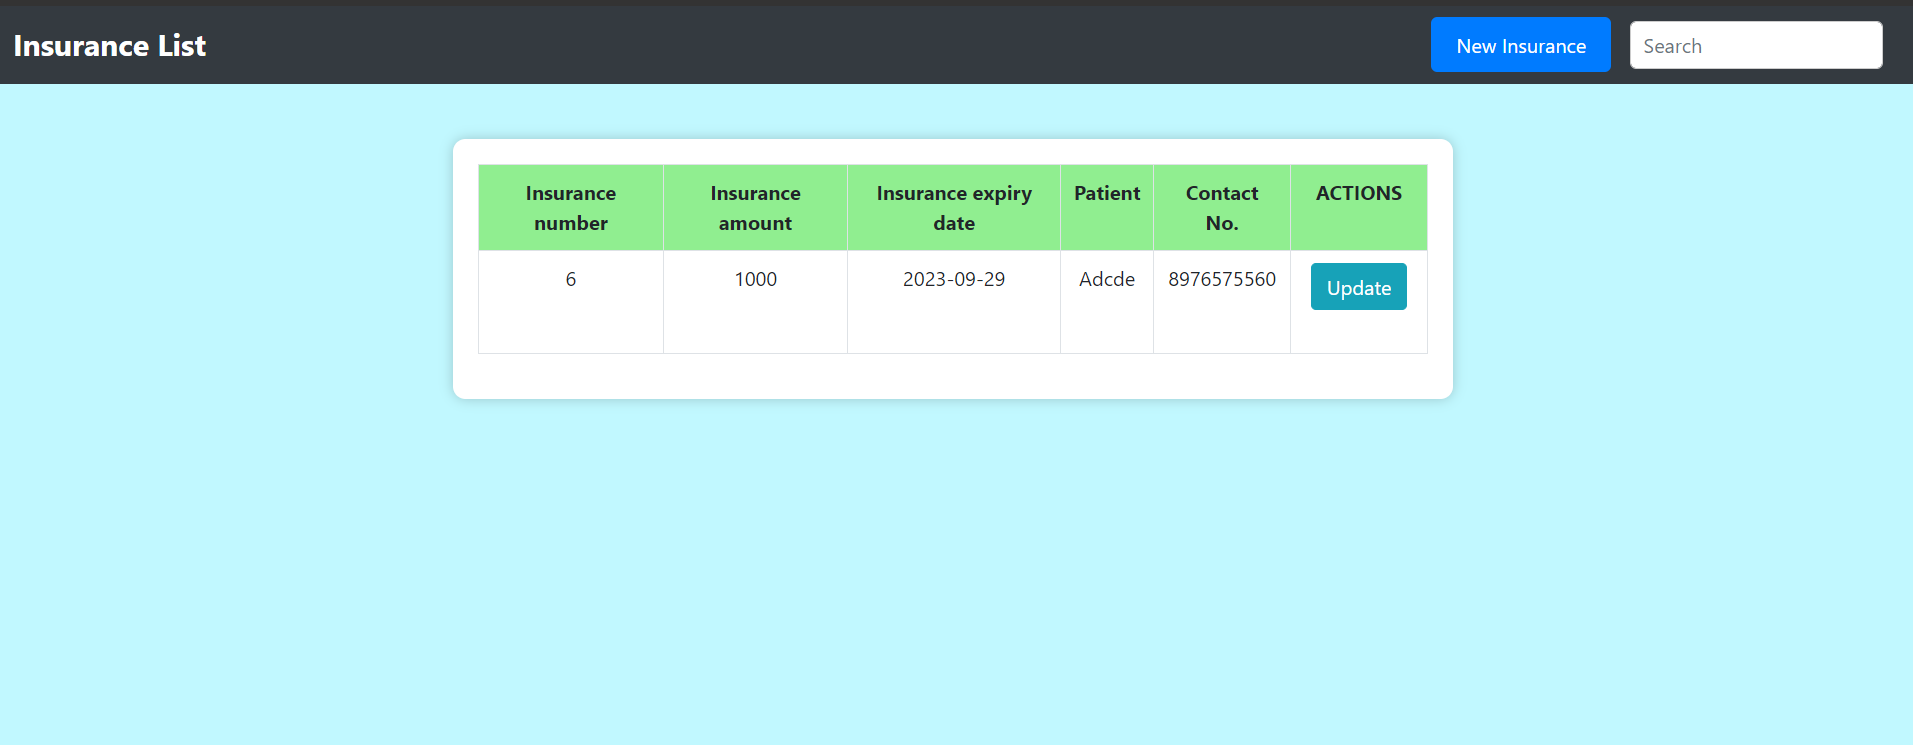 Insurance List
New Insurance
Search
Insurance number
Insurance amount
Insurance expiry date
Patient
Contact No.
ACTIONS
6
1000
2023-09-29
Adcde
8976575560
Update